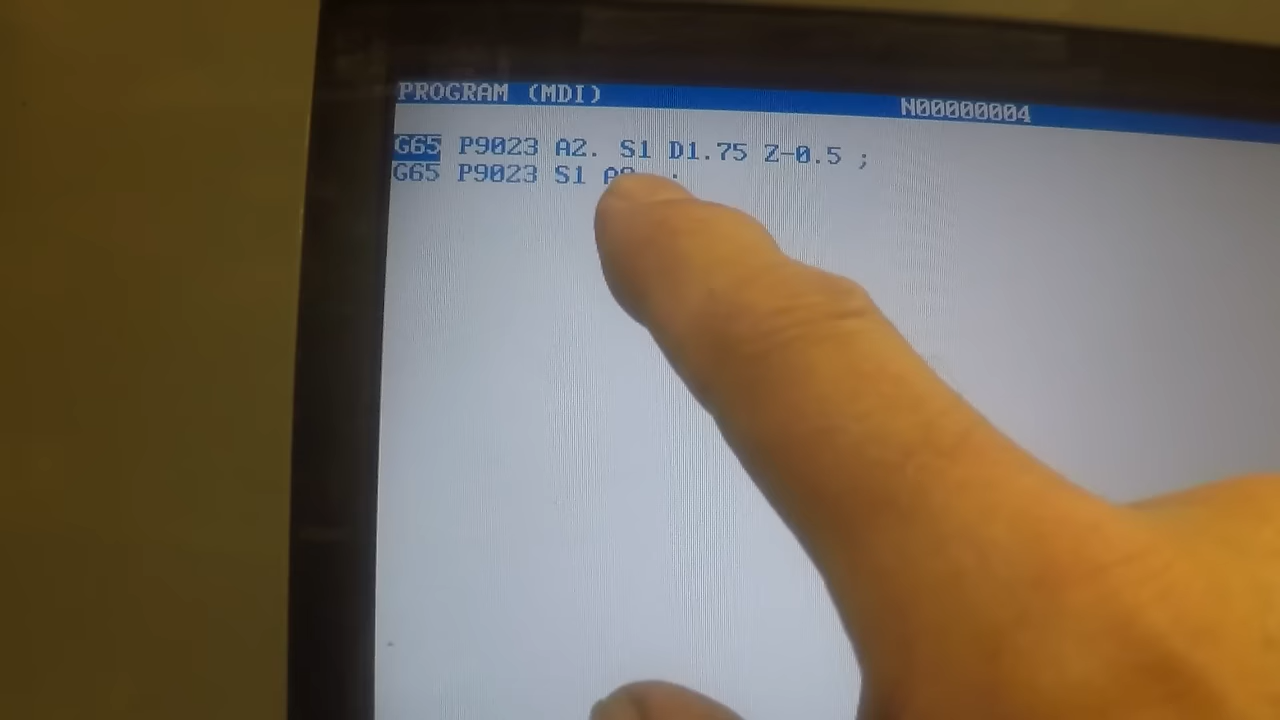 PROGRAM (MDI)
N00000004
G65 P9023 A2. S1 D1.75 Z-0.5 ;
G65 P9023 S1 ;